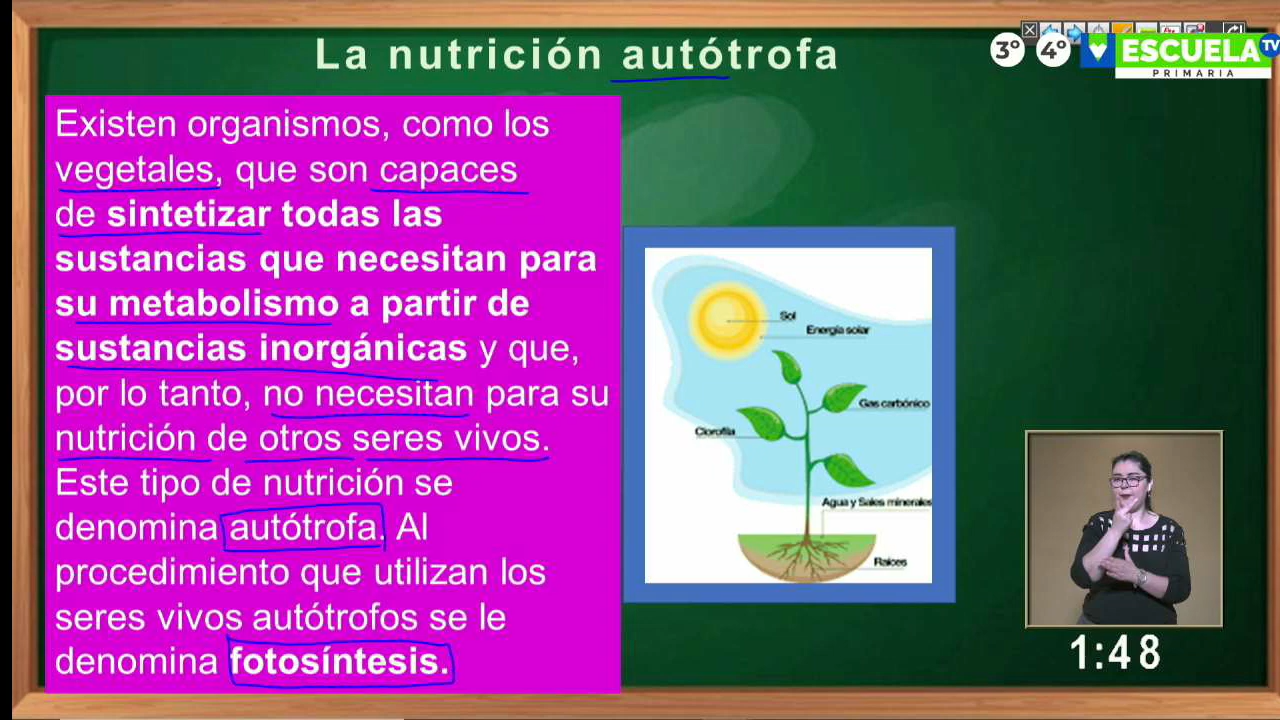 La nutrición autótrofa
3º 4º ESCUELA TV
PRIMARIA
Existen organismos, como los
vegetales, que son capaces
de sintetizar todas las
sustancias que necesitan para
su metabolismo a partir de
sustancias inorgánicas y que,
por lo tanto, no necesitan para su
nutrición de otros seres vivos.
Este tipo de nutrición se
denomina autótrofa. Al
procedimiento que utilizan los
seres vivos autótrofos se le
denomina fotosíntesis.
Sol
Energía solar
Gas carbónico
Clorofila
Agua y Sales minerales
Raíces
1:48